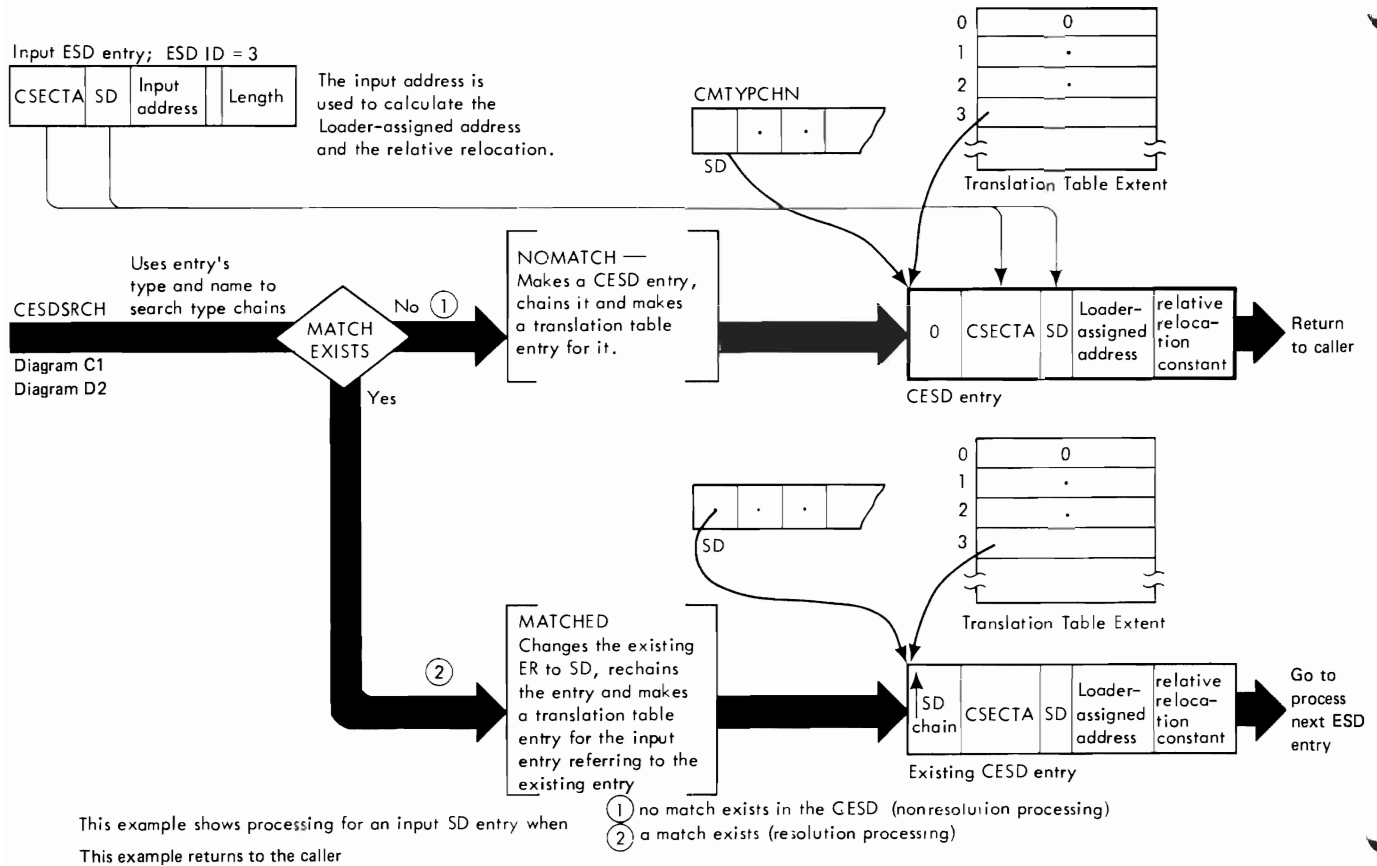 Input ESD entry; ESD ID = 3
CSECTA SD Input address Length
The input address is
used to calculate the
Loader-assigned address
and the relative relocation.
CMTYPCHN
. .
SD
0 0
1 .
2 .
3
Translation Table Extent
CESDSRCH
Uses entry's
type and name to
search type chains
Diagram C1
Diagram D2
MATCH
EXISTS
No 1
Yes
NOMATCH —
Makes a CESD entry,
chains it and makes
a translation table
entry for it.
0 CSECTA SD Loader-assigned address relative reloca-tion constant
CESD entry
Return
to caller
. . .
SD
0 0
1 .
2 .
3
Translation Table Extent
2
MATCHED
Changes the existing
ER to SD, rechains
the entry and makes
a translation table
entry for the input
entry referring to the
existing entry
SD chain CSECTA SD Loader-assigned address relative reloca-tion constant
Existing CESD entry
Go to
process
next ESD
entry
This example shows processing for an input SD entry when
1 no match exists in the CESD (nonresolution processing)
2 a match exists (resolution processing)
This example returns to the caller